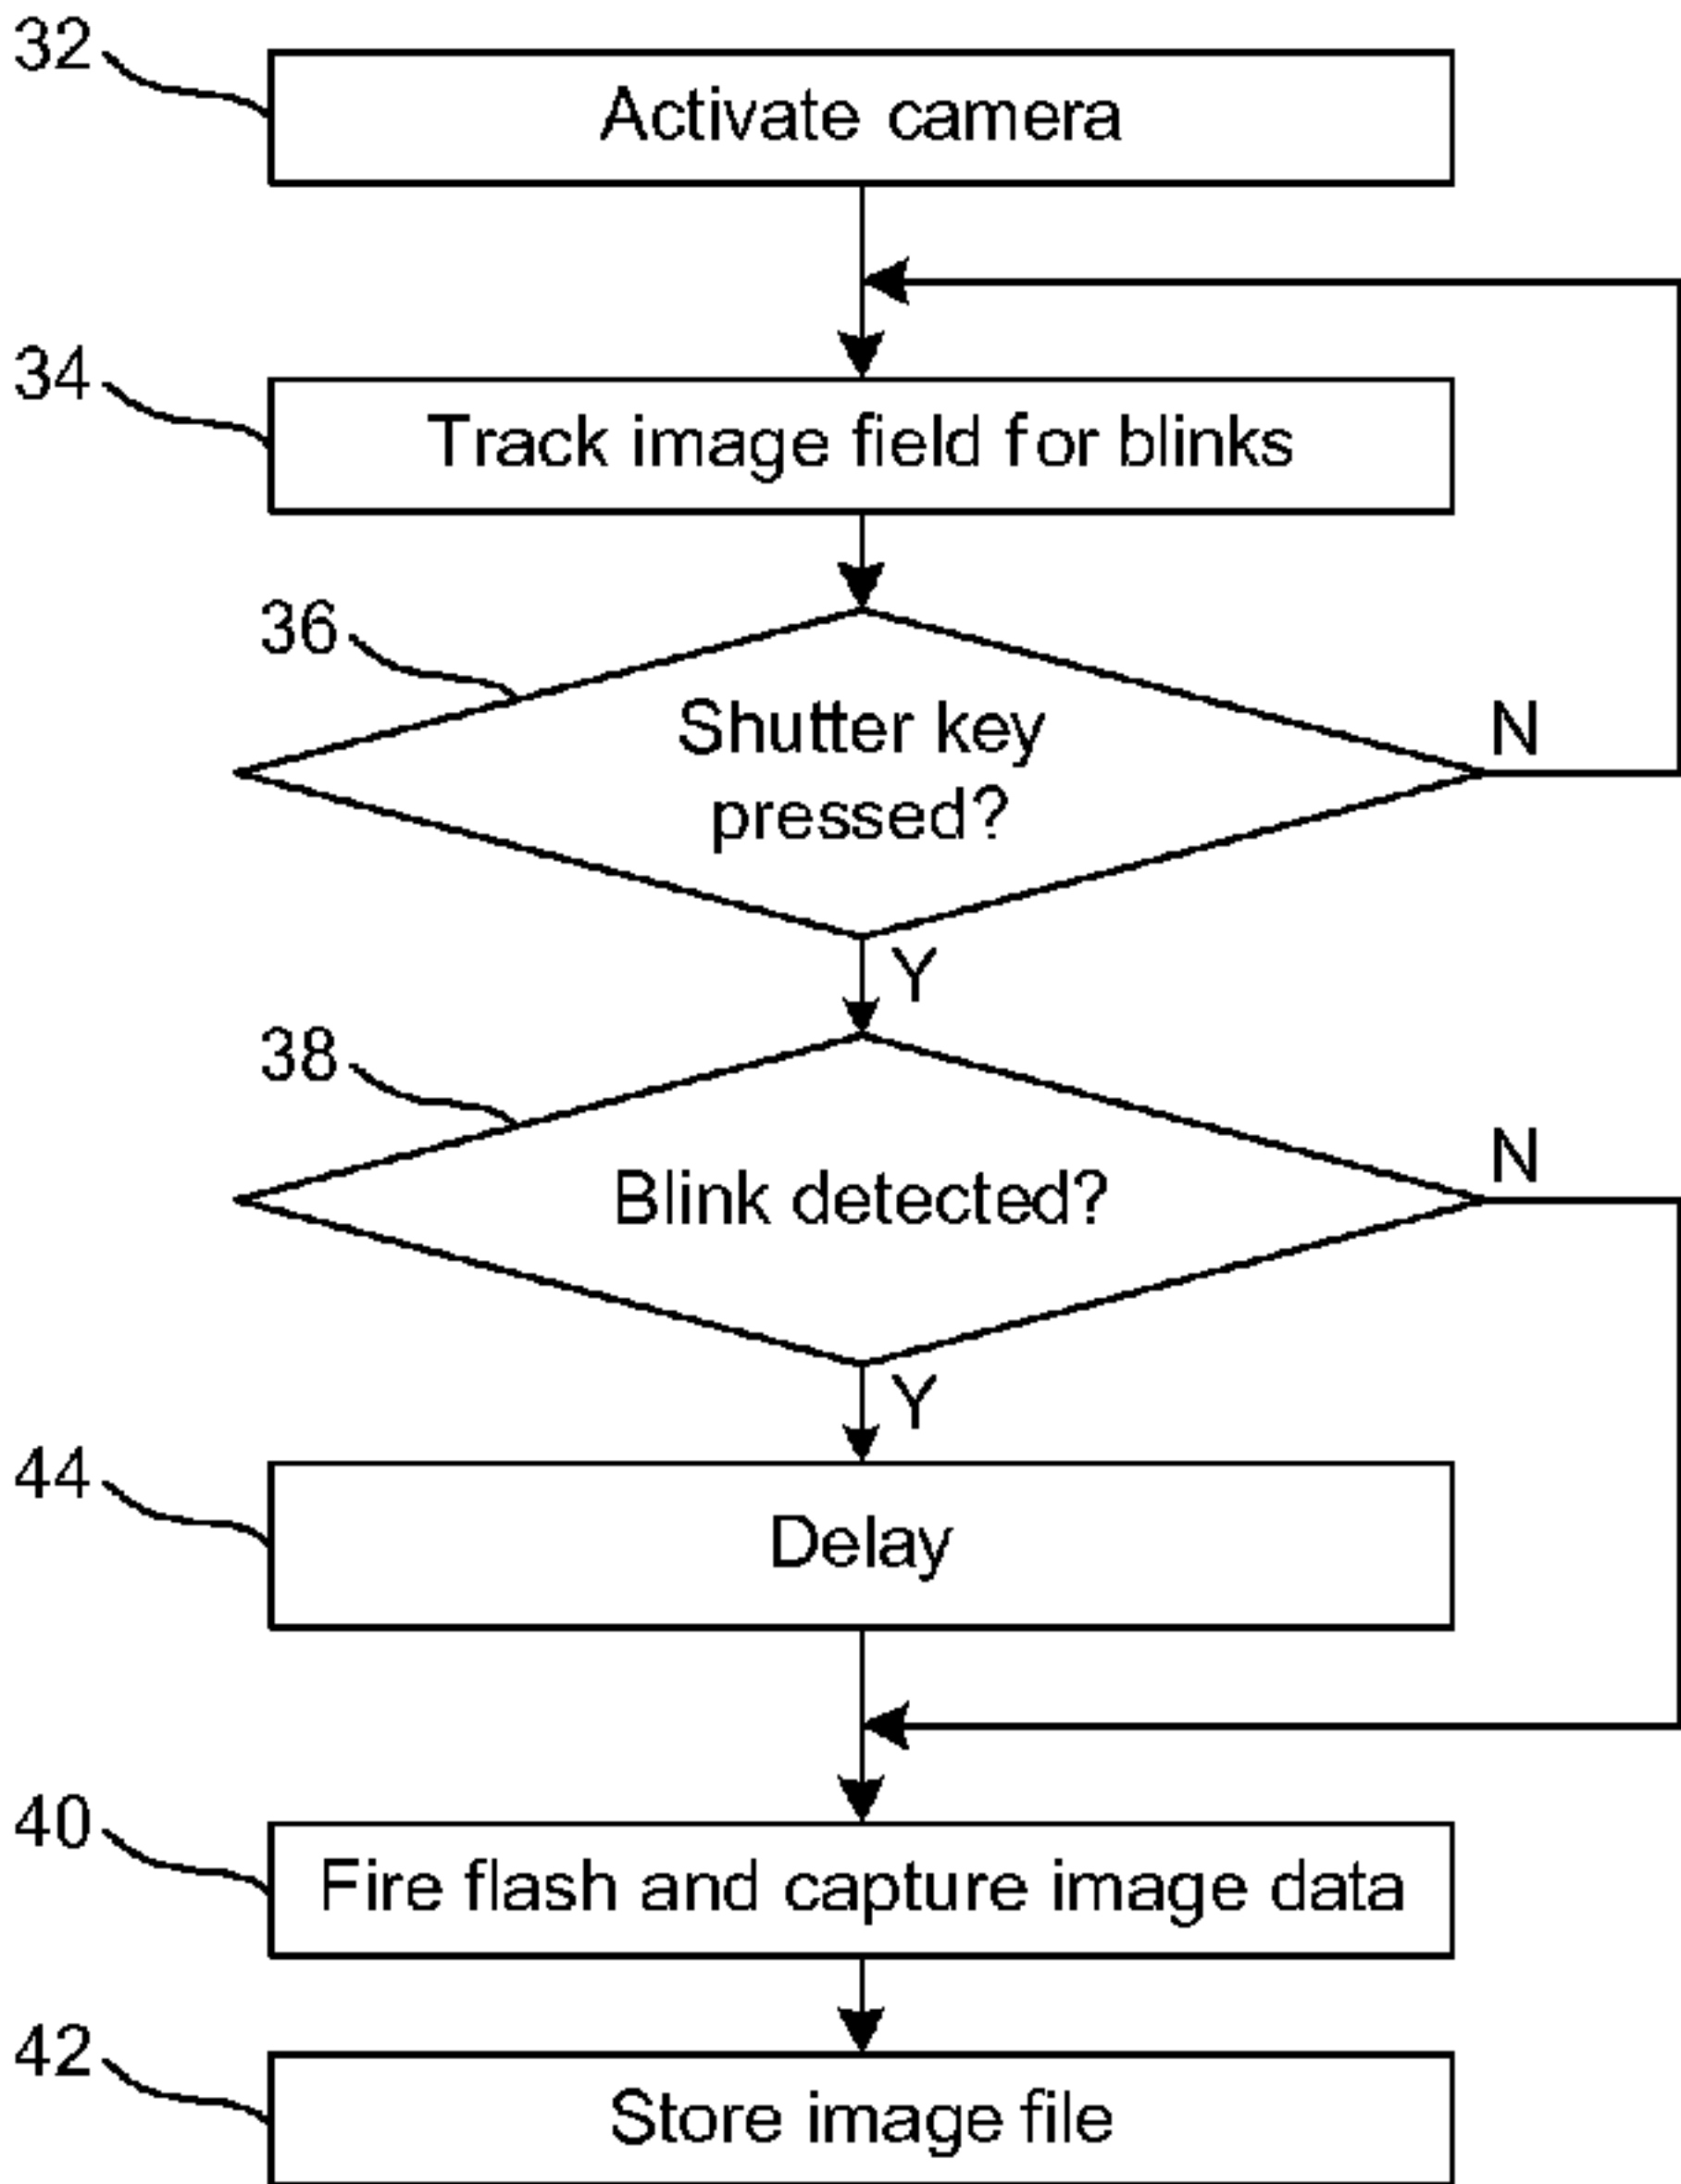 32
Activate camera
34
Track image field for blinks
36
Shutter key
pressed?
N
Y
38
Blink detected?
N
Y
44
Delay
40
Fire flash and capture image data
42
Store image file